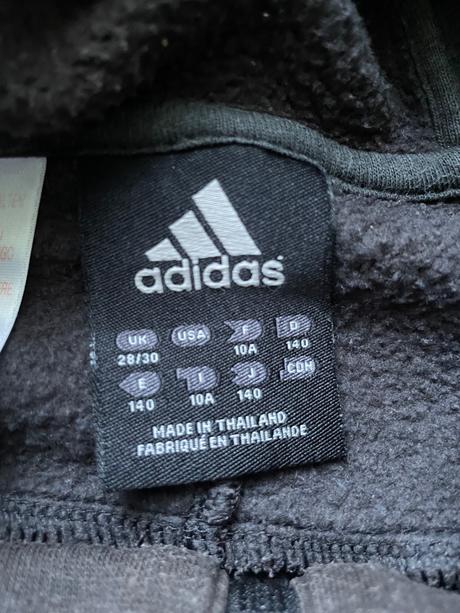 adidas
UK USA F D
28/30 10A 140
E I J CDN
140 10A 140
MADE IN THAILAND
FABRIQUÉ EN THAILANDE